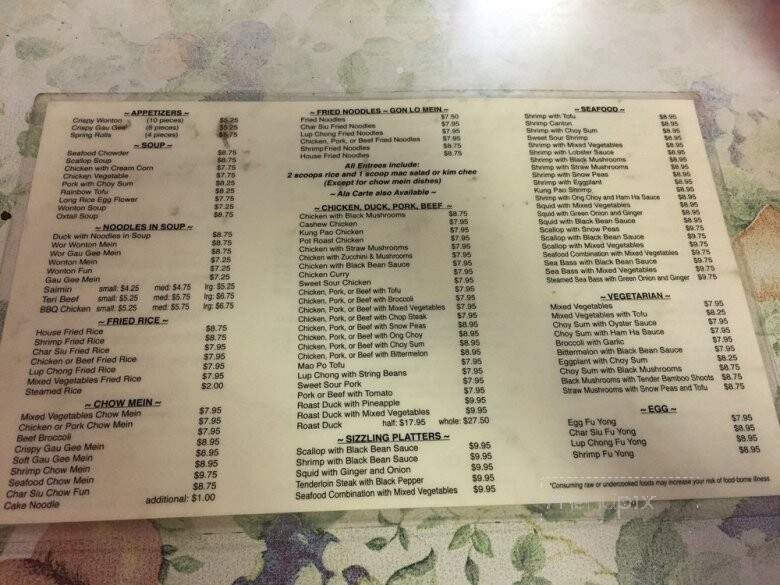 ~ APPETIZERS ~
Crispy Wonton (10 pieces) $5.25
Crispy Gau Gee (8 pieces) $5.25
Spring Rolls (4 pieces) $5.75
~ SOUP ~
Seafood Chowder $8.75
Scallop Soup $8.75
Chicken with Cream Corn $7.75
Chicken Vegetable $7.75
Pork with Choy Sum $8.25
Rainbow Tofu $8.25
Long Rice Egg Flower $7.75
Wonton Soup $7.25
Oxtail Soup $8.75
~ NOODLES IN SOUP ~
Duck with Noodles in Soup $8.75
Wor Wonton Mein $8.25
Wor Gau Gee Mein $8.25
Wonton Mein $7.25
Wonton Fun $7.25
Gau Gee Mein $7.25
Saimin small: $4.25 med: $4.75 lrg: $5.25
Teri Beef small: $5.25 med: $5.75 lrg: $6.75
BBQ Chicken small: $5.25 med: $5.75 lrg: $6.75
~ FRIED RICE ~
House Fried Rice $8.75
Shrimp Fried Rice $8.75
Char Siu Fried Rice $7.95
Chicken or Beef Fried Rice $7.95
Lup Chong Fried Rice $7.95
Mixed Vegetables Fried Rice $7.95
Steamed Rice $2.00
~ CHOW MEIN ~
Mixed Vegetables Chow Mein $7.95
Chicken or Pork Chow Mein $7.95
Beef Broccoli $7.95
Crispy Gau Gee Mein $8.95
Soft Gau Gee Mein $8.95
Shrimp Chow Mein $8.95
Seafood Chow Mein $9.75
Char Siu Chow Fun $8.75
Cake Noodle additional: $1.00
~ FRIED NOODLES ~ GON LO MEIN ~
Fried Noodles $7.50
Char Siu Fried Noodles $7.95
Lup Chong Fried Noodles $7.95
Chicken, Pork, or Beef Fried Noodles $7.95
Shrimp Fried Noodles $8.75
House Fried Noodles $8.75
All Entrees include:
2 scoops rice and 1 scoop mac salad or kim chee
(Except for chow mein dishes)
~ Ala Carte also Available ~
~ CHICKEN, DUCK, PORK, BEEF ~
Chicken with Black Mushrooms $8.75
Cashew Chicken $7.95
Kung Pao Chicken $7.95
Pot Roast Chicken $7.95
Chicken with Straw Mushrooms $7.95
Chicken with Zucchini & Mushrooms $7.95
Chicken with Black Bean Sauce $7.95
Chicken Curry $7.95
Sweet Sour Chicken $7.95
Chicken, Pork, or Beef with Tofu $7.95
Chicken, Pork, or Beef with Broccoli $7.95
Chicken, Pork, or Beef with Mixed Vegetables $7.95
Chicken, Pork, or Beef with Chop Steak $7.95
Chicken, Pork, or Beef with Snow Peas $8.95
Chicken, Pork, or Beef with Ong Choy $8.95
Chicken, Pork, or Beef with Choy Sum $8.95
Chicken, Pork, or Beef with Bittermelon $8.95
Mao Po Tofu $7.95
Lup Chong with String Beans $7.95
Sweet Sour Pork $7.95
Pork or Beef with Tomato $7.95
Roast Duck with Pineapple $9.95
Roast Duck with Mixed Vegetables $9.95
Roast Duck half: $17.95 whole: $27.50
~ SIZZLING PLATTERS ~
Scallop with Black Bean Sauce $9.95
Shrimp with Black Bean Sauce $9.95
Squid with Ginger and Onion $9.95
Tenderloin Steak with Black Pepper $9.95
Seafood Combination with Mixed Vegetables $9.95
~ SEAFOOD ~
Shrimp with Tofu $8.95
Shrimp Canton $8.95
Shrimp with Choy Sum $8.95
Sweet Sour Shrimp $8.95
Shrimp with Mixed Vegetables $8.95
Shrimp with Lobster Sauce $8.95
Shrimp with Black Mushrooms $8.95
Shrimp with Straw Mushrooms $8.95
Shrimp with Snow Peas $8.95
Shrimp with Eggplant $8.95
Kung Pao Shrimp $8.95
Shrimp with Ong Choy and Ham Ha Sauce $8.95
Squid with Mixed Vegetables $8.95
Squid with Green Onion and Ginger $8.95
Squid with Black Bean Sauce $8.95
Scallop with Snow Peas $9.75
Scallop with Black Bean Sauce $9.75
Scallop with Mixed Vegetables $9.75
Seafood Combination with Mixed Vegetables $9.75
Sea Bass with Black Bean Sauce $9.75
Sea Bass with Mixed Vegetables $9.75
Steamed Sea Bass with Green Onion and Ginger $9.75
~ VEGETARIAN ~
Mixed Vegetables $7.95
Mixed Vegetables with Tofu $8.25
Choy Sum with Oyster Sauce $7.95
Choy Sum with Ham Ha Sauce $7.95
Broccoli with Garlic $7.95
Bittermelon with Black Bean Sauce $7.95
Eggplant with Choy Sum $8.25
Choy Sum with Black Mushrooms $8.75
Black Mushrooms with Tender Bamboo Shoots $8.75
Straw Mushrooms with Snow Peas and Tofu $8.75
~ EGG ~
Egg Fu Yong $7.95
Char Siu Fu Yong $8.95
Lup Chong Fu Yong $8.95
Shrimp Fu Yong $8.95
*Consuming raw or undercooked foods may increase your risk of food-borne illness